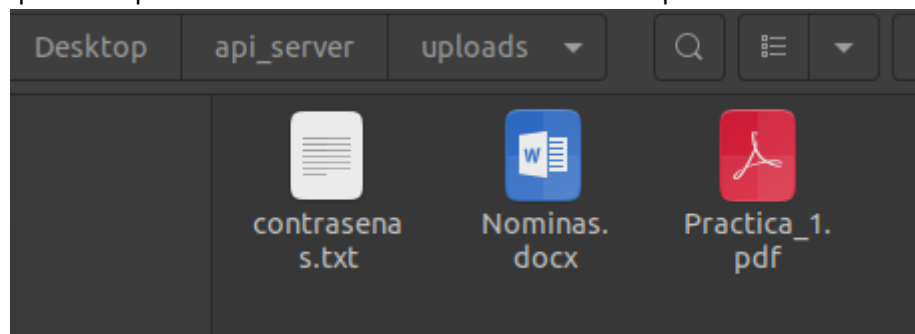 Desktop api_server uploads
contrasena Nominas. Practica_1.
s.txt docx pdf